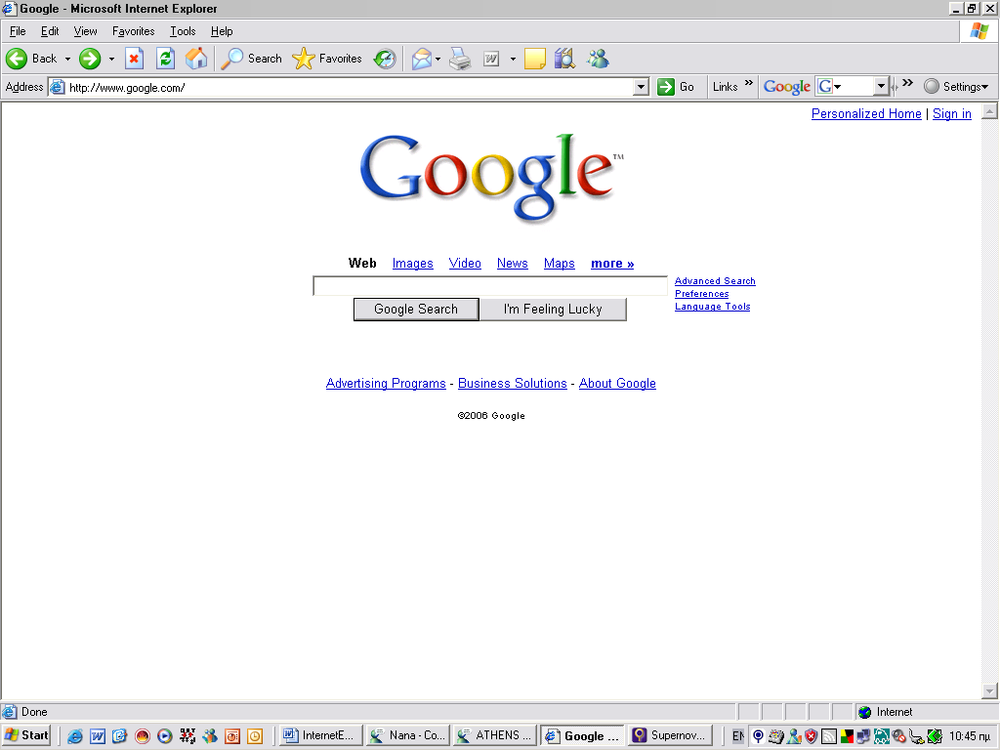 Google - Microsoft Internet Explorer
File Edit View Favorites Tools Help
Back Search Favorites
Address http://www.google.com/ Go Links » Google G » Settings
Personalized Home | Sign in
Google™
Web Images Video News Maps more »
Advanced Search
Preferences
Language Tools
Google Search I'm Feeling Lucky
Advertising Programs - Business Solutions - About Google
©2006 Google
Done Internet
Start InternetE... Nana - Co... ATHENS ... Google ... Supernov... EN 10:45 πμ